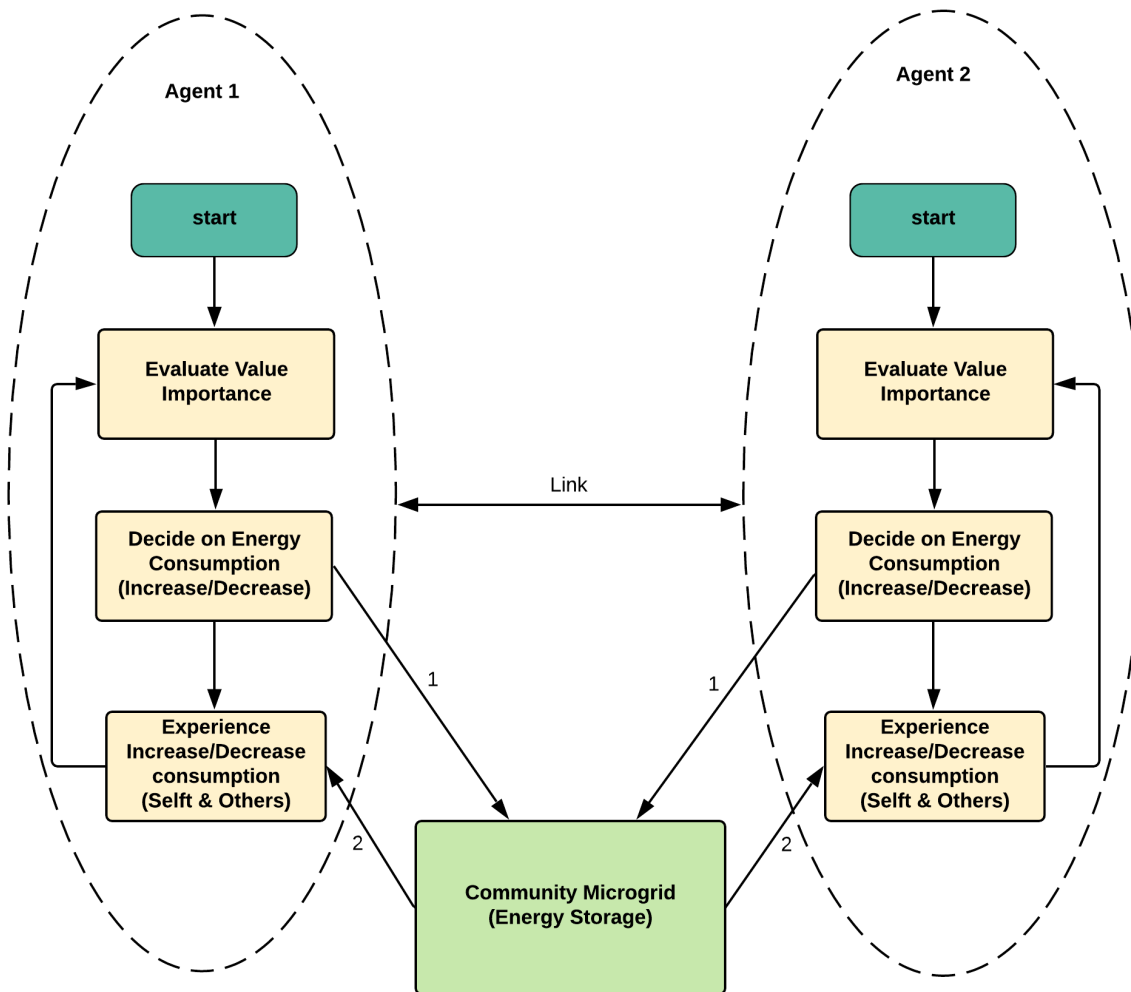 Agent 1
start
Evaluate Value
Importance
Decide on Energy
Consumption
(Increase/Decrease)
Experience
Increase/Decrease
consumption
(Selft & Others)
Link
1
2
1
2
Community Microgrid
(Energy Storage)
Agent 2
start
Evaluate Value
Importance
Decide on Energy
Consumption
(Increase/Decrease)
Experience
Increase/Decrease
consumption
(Selft & Others)